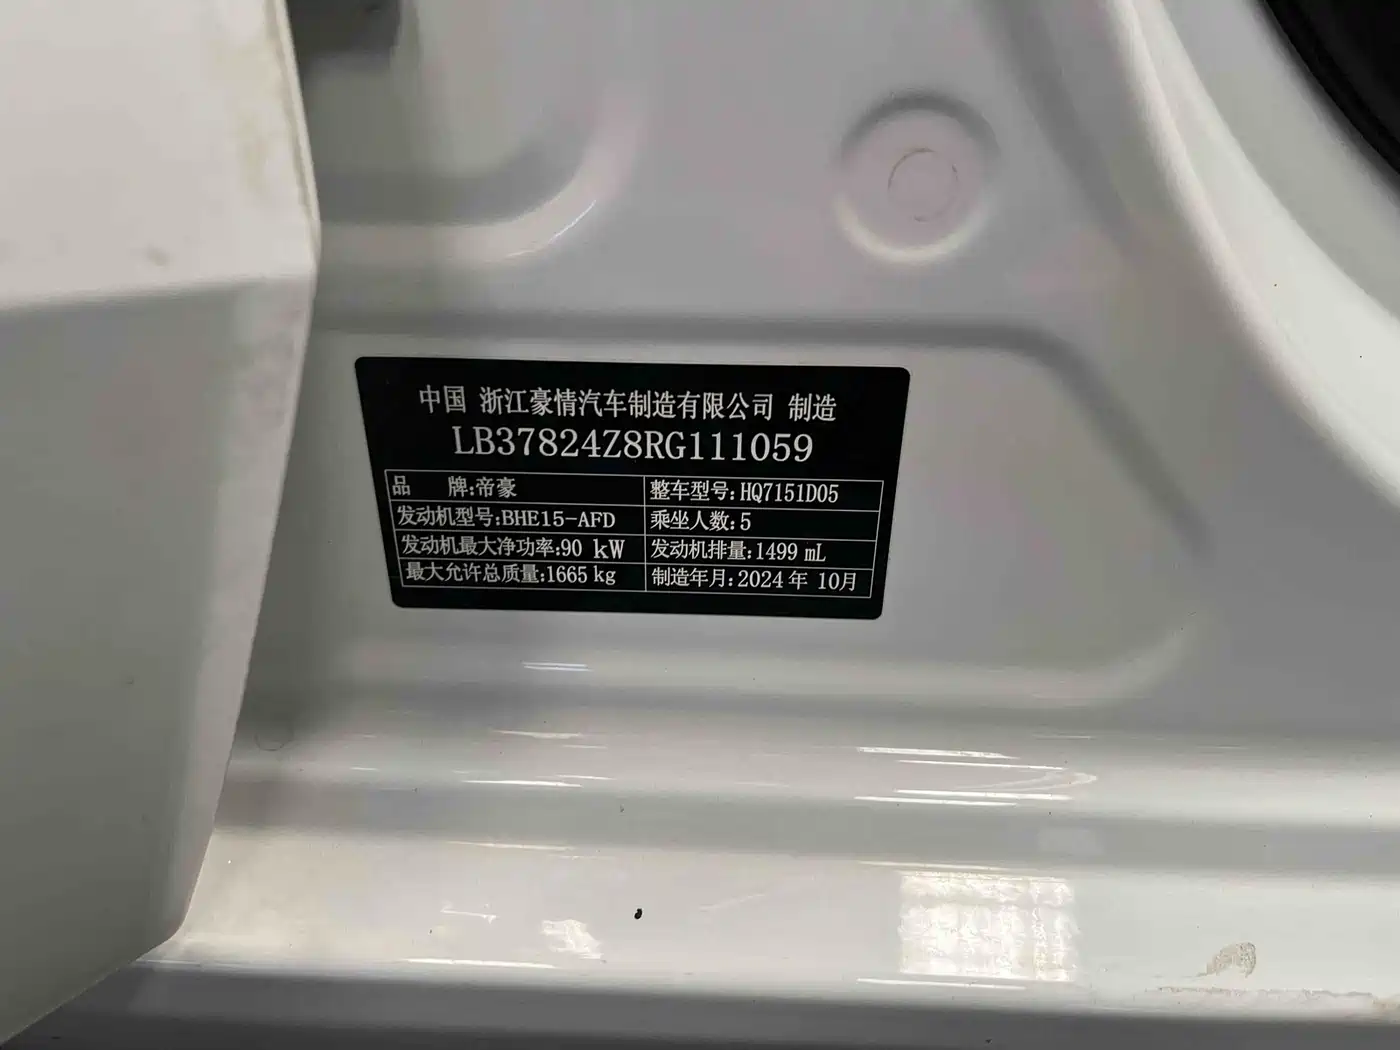 中国 浙江豪情汽车制造有限公司 制造
LB37824Z8RG111059
品 牌:帝豪 整车型号:HQ7151D05
发动机型号:BHE15-AFD 乘坐人数:5
发动机最大净功率:90 kW 发动机排量:1499 mL
最大允许总质量:1665 kg 制造年月:2024 年 10月